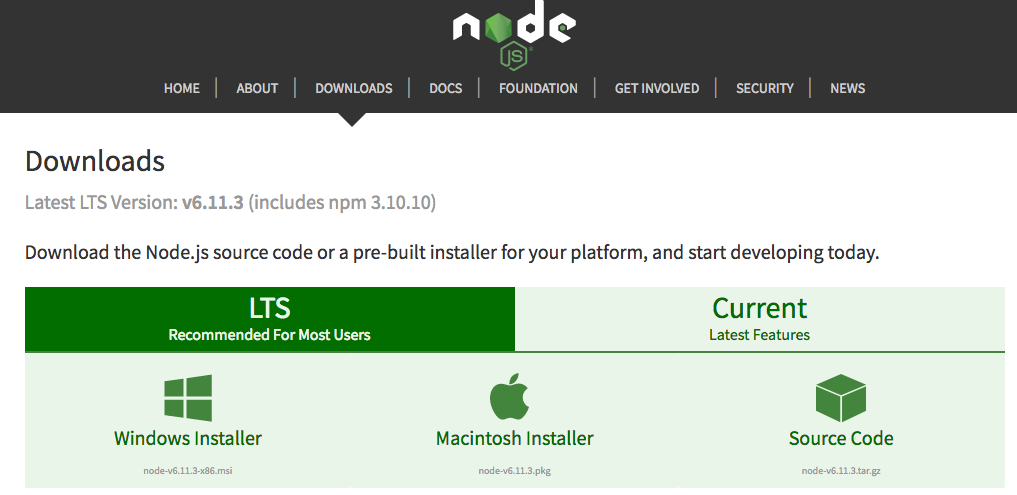 node
JS
HOME | ABOUT | DOWNLOADS | DOCS | FOUNDATION | GET INVOLVED | SECURITY | NEWS
Downloads
Latest LTS Version: v6.11.3 (includes npm 3.10.10)
Download the Node.js source code or a pre-built installer for your platform, and start developing today.
LTS
Recommended For Most Users
Current
Latest Features
Windows Installer
node-v6.11.3-x86.msi
Macintosh Installer
node-v6.11.3.pkg
Source Code
node-v6.11.3.tar.gz